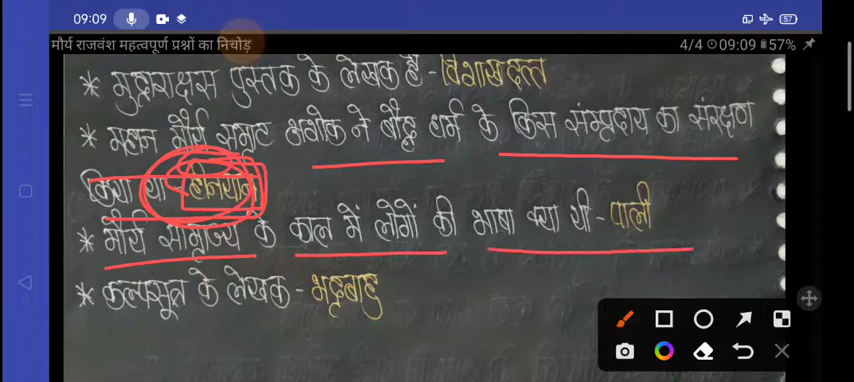 09:09 57
मौर्य राजवंश महत्वपूर्ण प्रश्नों का निचोड़ 4/4 09:09 57%
* मुद्राराक्षस पुस्तक के लेखक है - विशाखदत्त
* महान मौर्य सम्राट अशोक ने बौद्ध धर्म के किस संम्प्रदाय का संरक्षण
किया था - हीनयान
* मौर्य साम्राज्य के काल में लोगों की भाषा क्या थी - पाली
* कल्पसूत्र के लेखक - भद्रबाहु